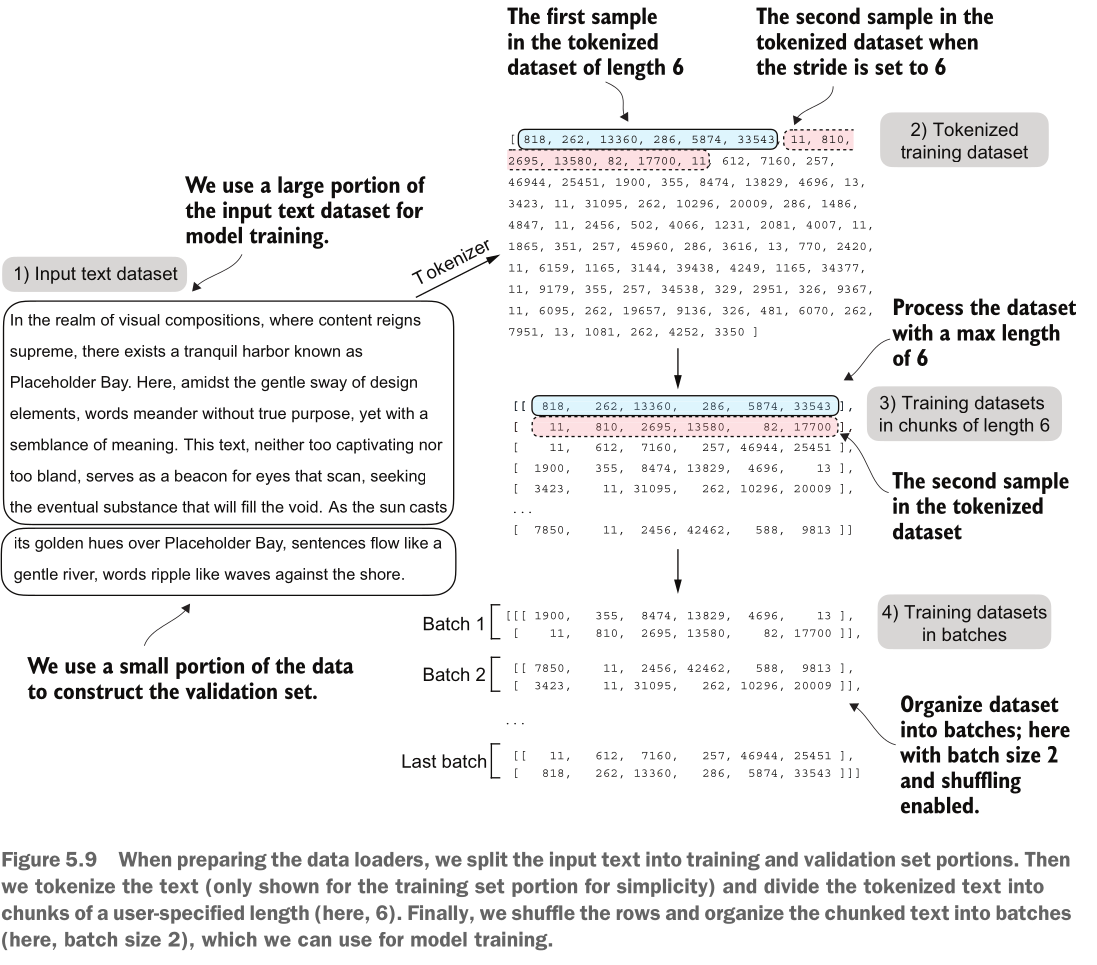 The first sample
in the tokenized
dataset of length 6
The second sample in the
tokenized dataset when
the stride is set to 6
[ 818, 262, 13360, 286, 5874, 33543, 11, 810,
2695, 13580, 82, 17700, 11, 612, 7160, 257,
46944, 25451, 1900, 355, 8474, 13829, 4696, 13,
3423, 11, 31095, 262, 10296, 20009, 286, 1486,
4847, 11, 2456, 502, 4066, 1231, 2081, 4007, 11,
1865, 351, 257, 45960, 286, 3616, 13, 770, 2420,
11, 6159, 1165, 3144, 39438, 4249, 1165, 34377,
11, 9179, 355, 257, 34538, 329, 2951, 326, 9367,
11, 6095, 262, 19657, 9136, 326, 481, 6070, 262,
7951, 13, 1081, 262, 4252, 3350 ]
2) Tokenized
training dataset
We use a large portion of
the input text dataset for
model training.
1) Input text dataset
Tokenizer
In the realm of visual compositions, where content reigns
supreme, there exists a tranquil harbor known as
Placeholder Bay. Here, amidst the gentle sway of design
elements, words meander without true purpose, yet with a
semblance of meaning. This text, neither too captivating nor
too bland, serves as a beacon for eyes that scan, seeking
the eventual substance that will fill the void. As the sun casts
its golden hues over Placeholder Bay, sentences flow like a
gentle river, words ripple like waves against the shore.
We use a small portion of the data
to construct the validation set.
Process the dataset
with a max length
of 6
[[ 818, 262, 13360, 286, 5874, 33543 ],
[ 11, 810, 2695, 13580, 82, 17700 ],
[ 11, 612, 7160, 257, 46944, 25451 ],
[ 1900, 355, 8474, 13829, 4696, 13 ],
[ 3423, 11, 31095, 262, 10296, 20009 ],
...
[ 7850, 11, 2456, 42462, 588, 9813 ]]
3) Training datasets
in chunks of length 6
The second sample
in the tokenized
dataset
Batch 1
[[[ 1900, 355, 8474, 13829, 4696, 13 ],
[ 11, 810, 2695, 13580, 82, 17700 ]],
Batch 2
[[ 7850, 11, 2456, 42462, 588, 9813 ],
[ 3423, 11, 31095, 262, 10296, 20009 ]],
...
Last batch
[[ 11, 612, 7160, 257, 46944, 25451 ],
[ 818, 262, 13360, 286, 5874, 33543 ]]]
4) Training datasets
in batches
Organize dataset
into batches; here
with batch size 2
and shuffling
enabled.
Figure 5.9 When preparing the data loaders, we split the input text into training and validation set portions. Then
we tokenize the text (only shown for the training set portion for simplicity) and divide the tokenized text into
chunks of a user-specified length (here, 6). Finally, we shuffle the rows and organize the chunked text into batches
(here, batch size 2), which we can use for model training.